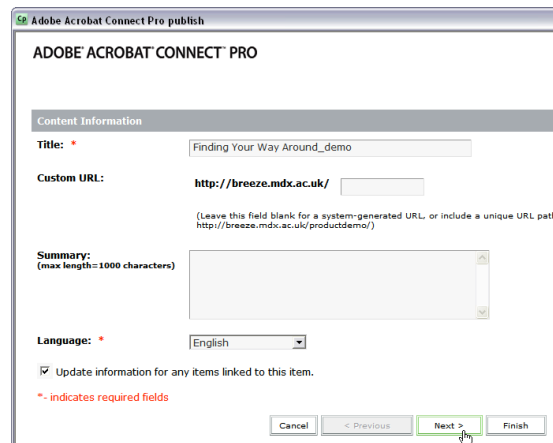 Cp Adobe Acrobat Connect Pro publish
ADOBE® ACROBAT® CONNECT™ PRO
Content Information
Title: * Finding Your Way Around_demo
Custom URL: http://breeze.mdx.ac.uk/
(Leave this field blank for a system-generated URL, or include a unique URL pat
http://breeze.mdx.ac.uk/productdemo/)
Summary:
(max length=1000 characters)
Language: * English
Update information for any items linked to this item.
*- indicates required fields
Cancel < Previous Next > Finish